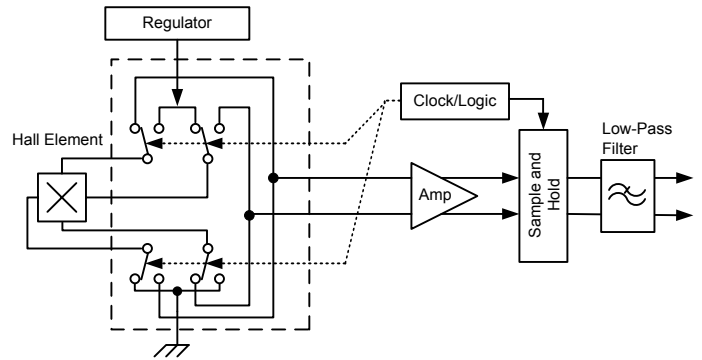 Regulator
Clock/Logic
Hall Element
Low-Pass
Filter
Amp
Sample and
Hold